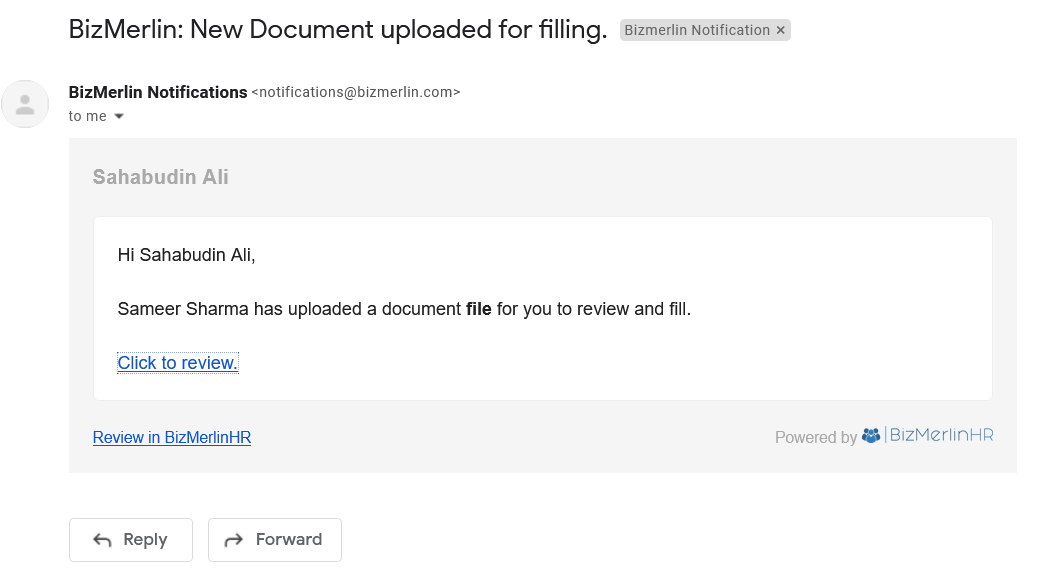 BizMerlin: New Document uploaded for filling. Bizmerlin Notification ×
BizMerlin Notifications <notifications@bizmerlin.com>
to me
Sahabudin Ali
Hi Sahabudin Ali,
Sameer Sharma has uploaded a document file for you to review and fill.
Click to review.
Review in BizMerlinHR Powered by BizMerlinHR
Reply Forward